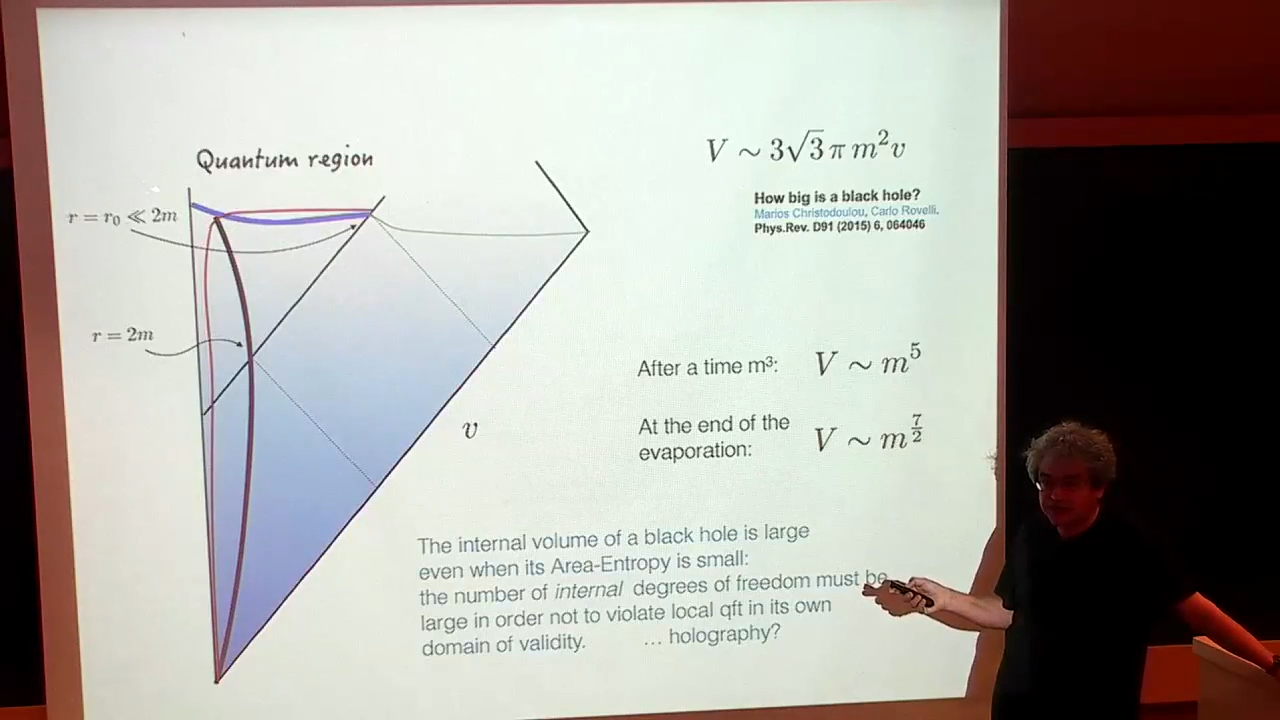 Quantum region
r = r₀ ≪ 2m
r = 2m
v
V ∼ 3√3 π m²v
How big is a black hole?
Marios Christodoulou, Carlo Rovelli.
Phys.Rev. D91 (2015) 6, 064046
After a time m³: V ∼ m⁵
At the end of the
evaporation: V ∼ m^{7/2}
The internal volume of a black hole is large
even when its Area-Entropy is small:
the number of internal degrees of freedom must be
large in order not to violate local qft in its own
domain of validity. ... holography?